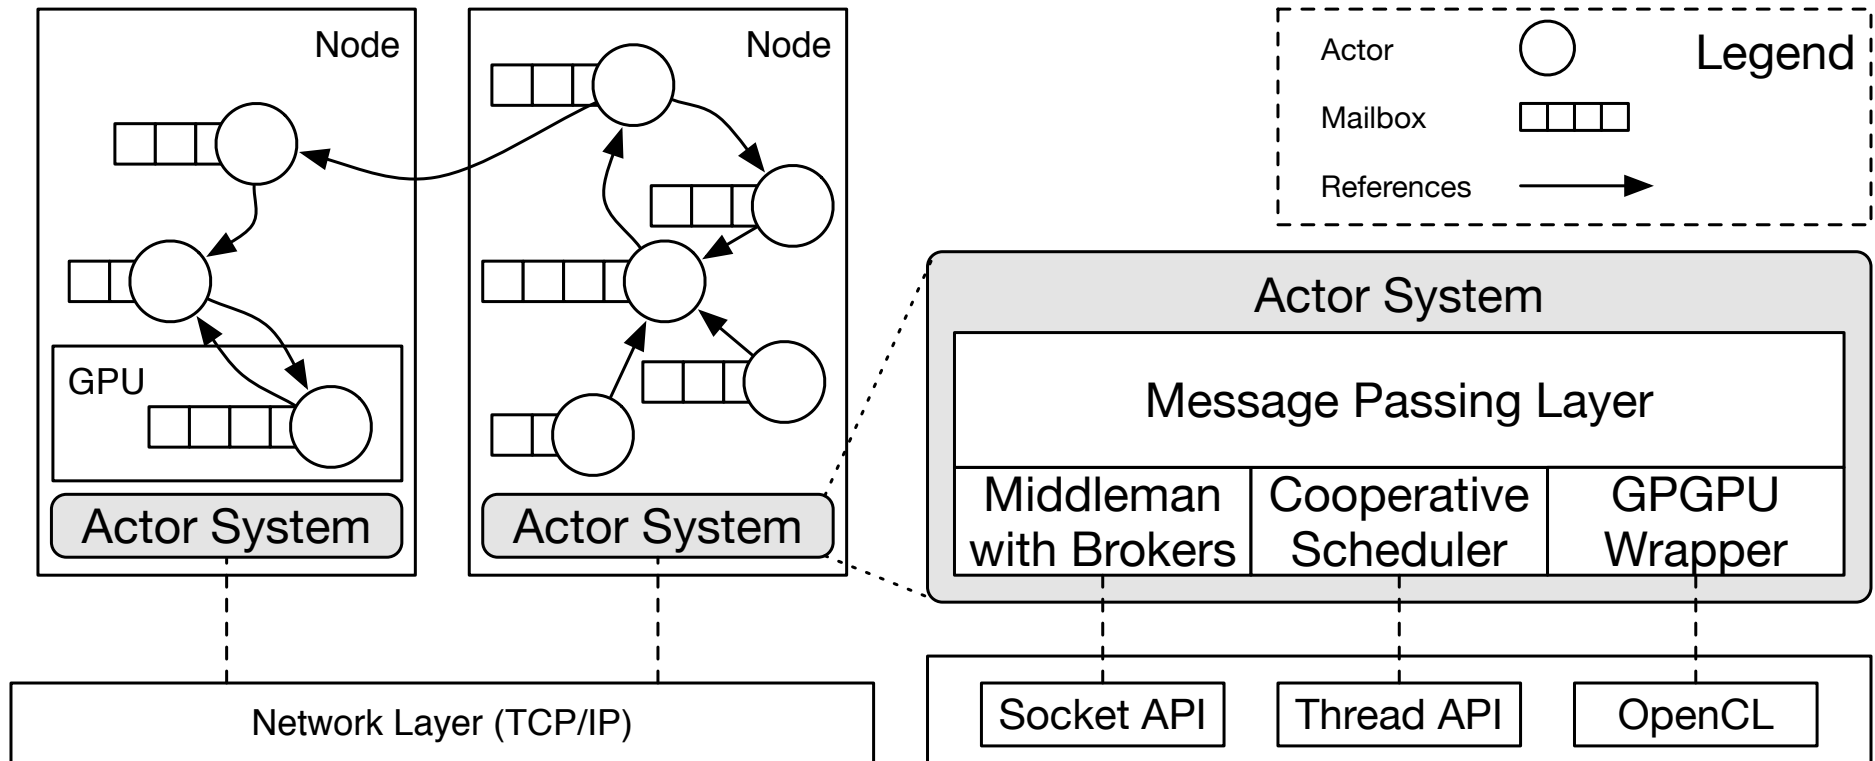 Node
Node
GPU
Actor System
Actor System
Network Layer (TCP/IP)
Actor
Legend
Mailbox
References
Actor System
Message Passing Layer
Middleman
with Brokers
Cooperative
Scheduler
GPGPU
Wrapper
Socket API
Thread API
OpenCL